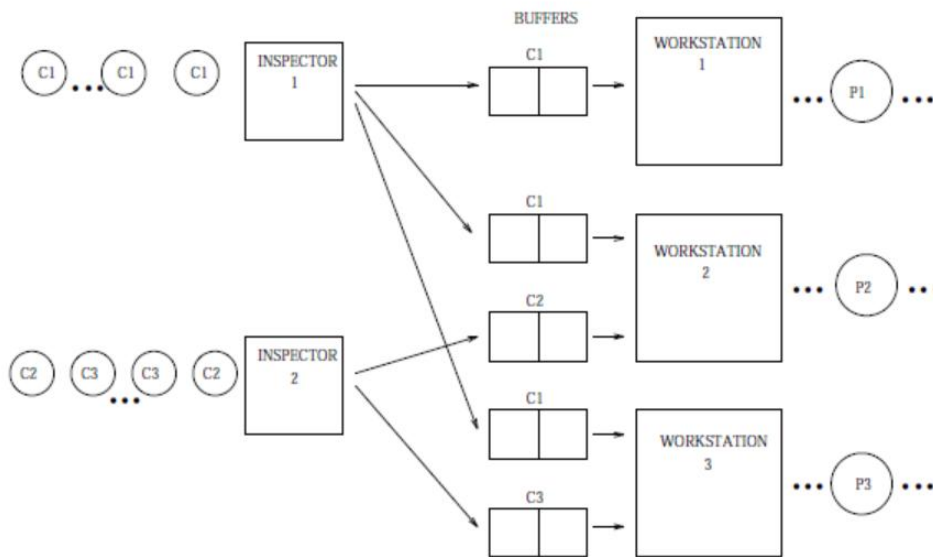 BUFFERS
C1 C1 C1
INSPECTOR
1
C1
WORKSTATION
1
P1
C1
WORKSTATION
2
P2
C2
C2 C3 C3 C2
INSPECTOR
2
C1
WORKSTATION
3
P3
C3